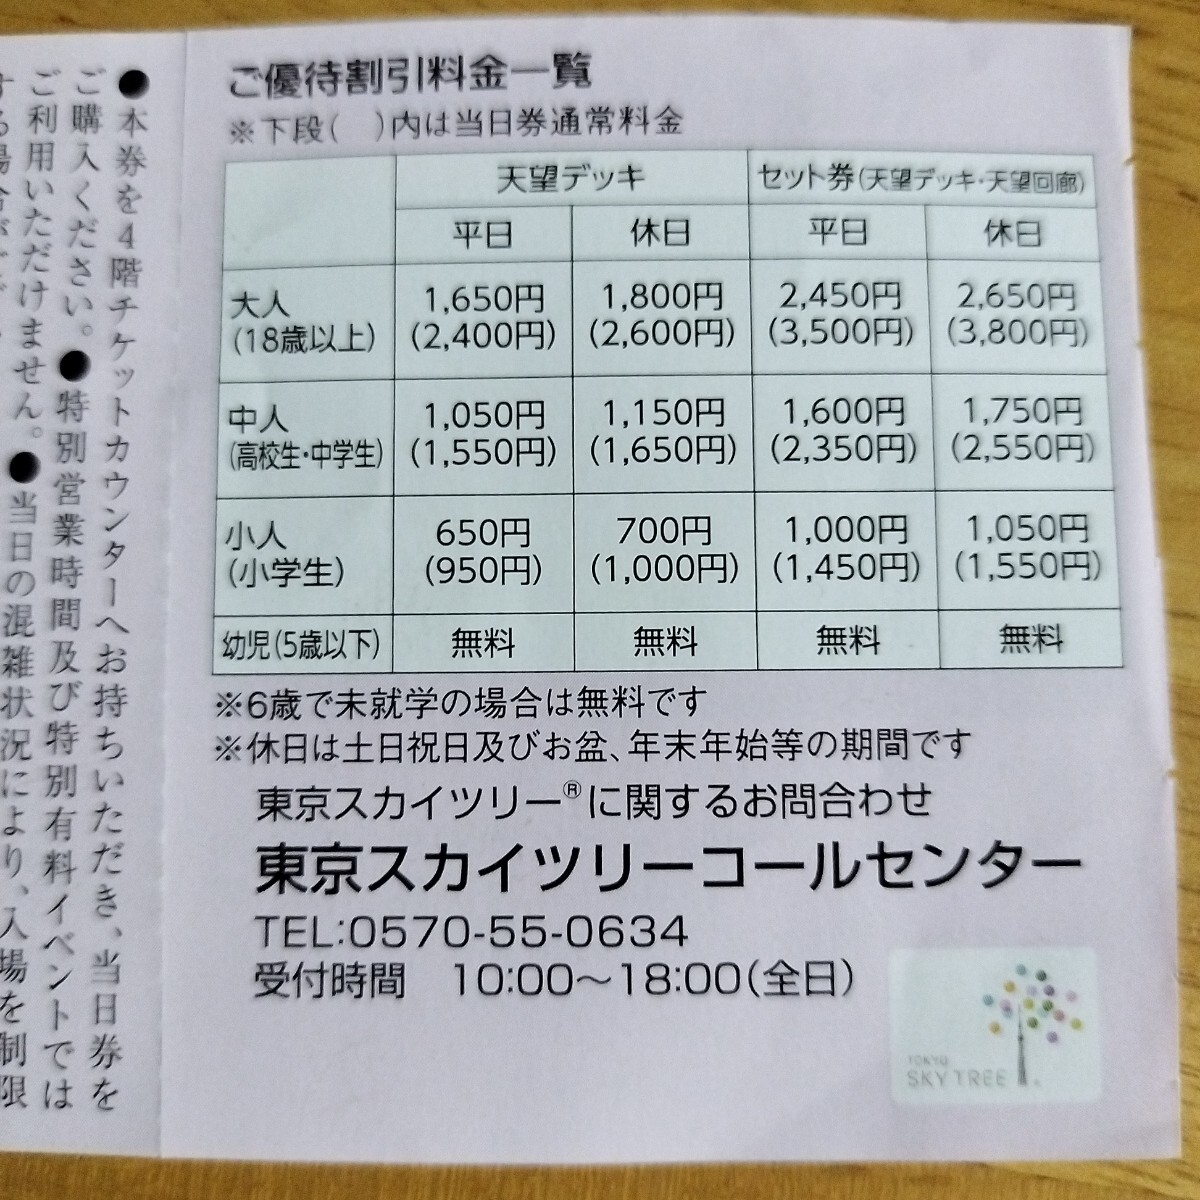 ご優待割引料金一覧
※下段( )内は当日券通常料金
天望デッキ セット券(天望デッキ・天望回廊)
平日 休日 平日 休日
大人 1,650円 1,800円 2,450円 2,650円
(18歳以上) (2,400円) (2,600円) (3,500円) (3,800円)
中人 1,050円 1,150円 1,600円 1,750円
(高校生・中学生) (1,550円) (1,650円) (2,350円) (2,550円)
小人 650円 700円 1,000円 1,050円
(小学生) (950円) (1,000円) (1,450円) (1,550円)
幼児(5歳以下) 無料 無料 無料 無料
※6歳で未就学の場合は無料です
※休日は土日祝日及びお盆、年末年始等の期間です
東京スカイツリー®に関するお問合わせ
東京スカイツリーコールセンター
TEL:0570-55-0634
受付時間 10:00～18:00(全日)
TOKYO
SKYTREE®
●本券を4階チケットカウンターへお持ちいただき、当日券を
ご購入ください。●特別営業時間及び特別有料イベントでは
ご利用いただけません。●当日の混雑状況により、入場を制限
する場合がござ